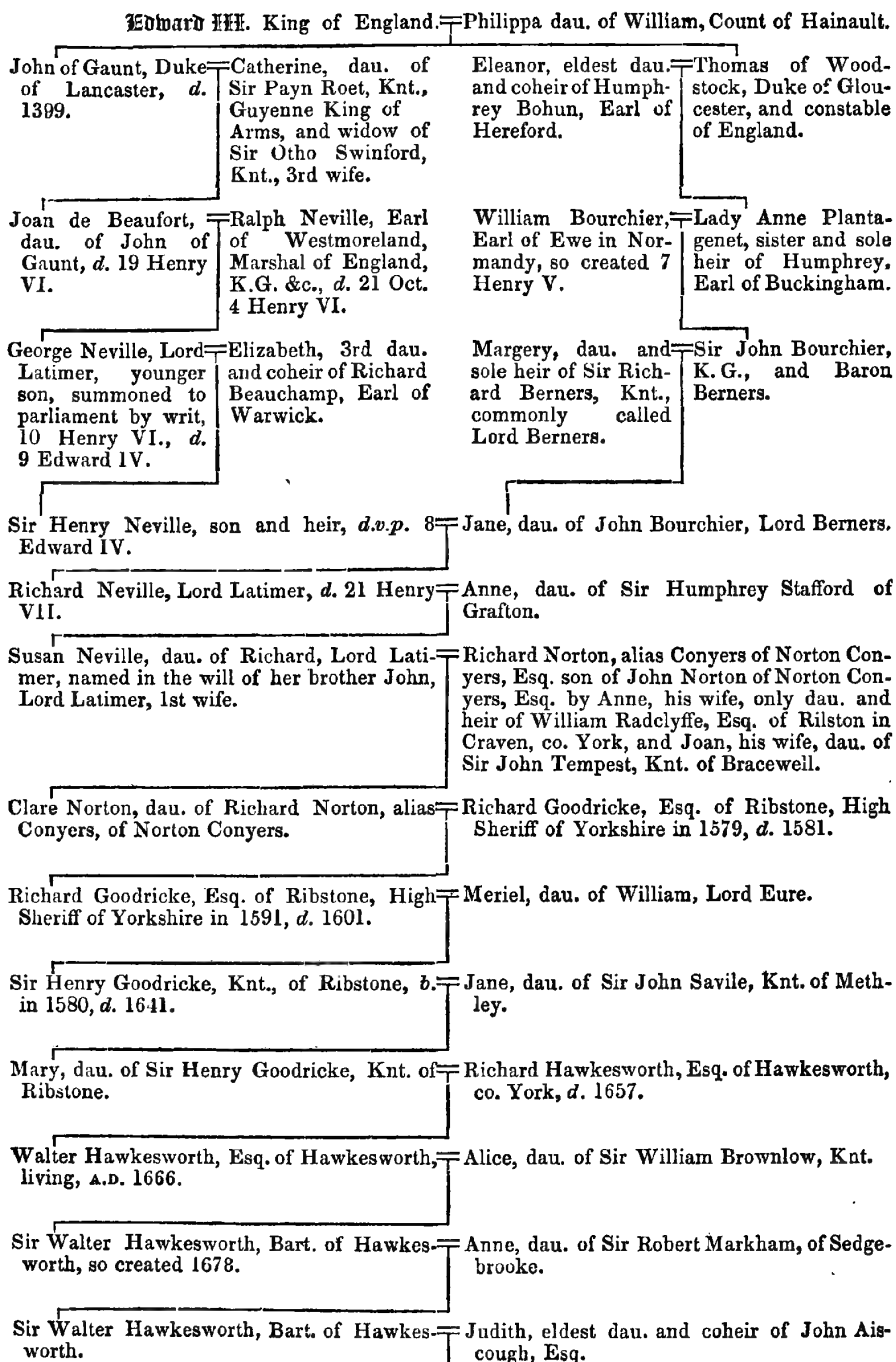 Edward III. King of England.
Philippa dau. of William, Count of Hainault.
John of Gaunt, Duke
of Lancaster, d.
1399.
Catherine, dau. of
Sir Payn Roet, Knt.,
Guyenne King of
Arms, and widow of
Sir Otho Swinford,
Knt., 3rd wife.
Eleanor, eldest dau.
and coheir of Humph-
rey Bohun, Earl of
Hereford.
Thomas of Wood-
stock, Duke of Glou-
cester, and constable
of England.
Joan de Beaufort,
dau. of John of
Gaunt, d. 19 Henry
VI.
Ralph Neville, Earl
of Westmoreland,
Marshal of England,
K.G. &c., d. 21 Oct.
4 Henry VI.
William Bourchier,
Earl of Ewe in Nor-
mandy, so created 7
Henry V.
Lady Anne Planta-
genet, sister and sole
heir of Humphrey,
Earl of Buckingham.
George Neville, Lord
Latimer, younger
son, summoned to
parliament by writ,
10 Henry VI., d.
9 Edward IV.
Elizabeth, 3rd dau.
and coheir of Richard
Beauchamp, Earl of
Warwick.
Margery, dau. and
sole heir of Sir Rich-
ard Berners, Knt.,
commonly called
Lord Berners.
Sir John Bourchier,
K.G., and Baron
Berners.
Sir Henry Neville, son and heir, d.v.p. 8
Edward IV.
Jane, dau. of John Bourchier, Lord Berners.
Richard Neville, Lord Latimer, d. 21 Henry
VII.
Anne, dau. of Sir Humphrey Stafford of
Grafton.
Susan Neville, dau. of Richard, Lord Lati-
mer, named in the will of her brother John,
Lord Latimer, 1st wife.
Richard Norton, alias Conyers of Norton Con-
yers, Esq. son of John Norton of Norton Con-
yers, Esq. by Anne, his wife, only dau. and
heir of William Radclyffe, Esq. of Rilston in
Craven, co. York, and Joan, his wife, dau. of
Sir John Tempest, Knt. of Bracewell.
Clare Norton, dau. of Richard Norton, alias
Conyers, of Norton Conyers.
Richard Goodricke, Esq. of Ribstone, High
Sheriff of Yorkshire in 1579, d. 1581.
Richard Goodricke, Esq. of Ribstone, High
Sheriff of Yorkshire in 1591, d. 1601.
Meriel, dau. of William, Lord Eure.
Sir Henry Goodricke, Knt., of Ribstone, b.
in 1580, d. 1641.
Jane, dau. of Sir John Savile, Knt. of Meth-
ley.
Mary, dau. of Sir Henry Goodricke, Knt. of
Ribstone.
Richard Hawkesworth, Esq. of Hawkesworth,
co. York, d. 1657.
Walter Hawkesworth, Esq. of Hawkesworth,
living, A.D. 1666.
Alice, dau. of Sir William Brownlow, Knt.
Sir Walter Hawkesworth, Bart. of Hawkes-
worth, so created 1678.
Anne, dau. of Sir Robert Markham, of Sedge-
brooke.
Sir Walter Hawkesworth, Bart. of Hawkes-
worth.
Judith, eldest dau. and coheir of John Ais-
cough, Esq.